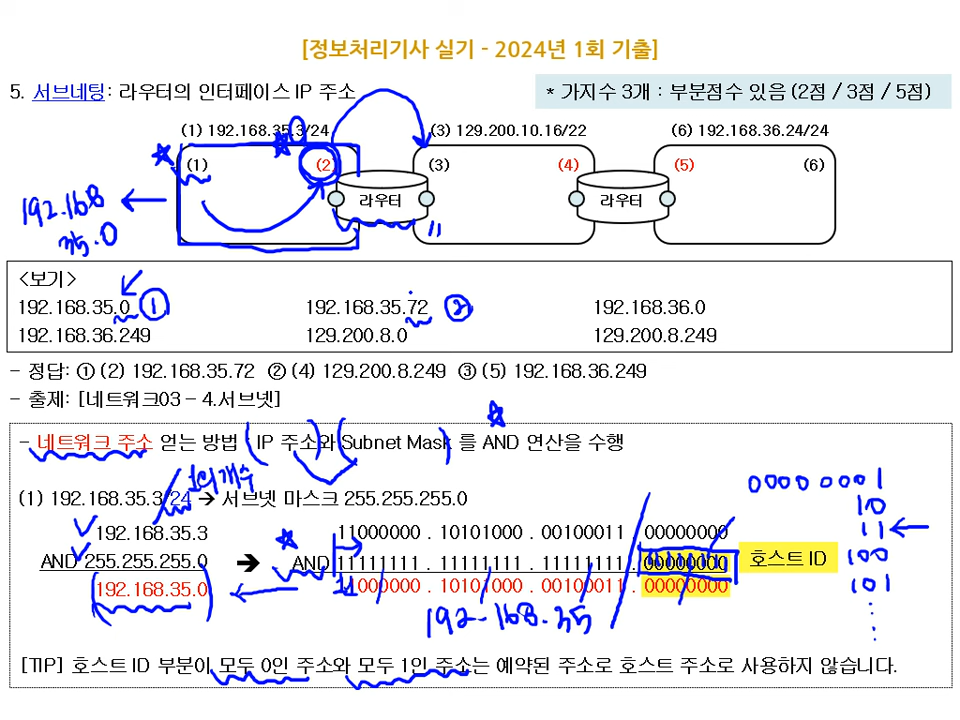 [정보처리기사 실기 - 2024년 1회 기출]
5. 서브네팅: 라우터의 인터페이스 IP 주소
* 가지수 3개 : 부분점수 있음 (2점 / 3점 / 5점)
(1) 192.168.35.3/24
(3) 129.200.10.16/22
(6) 192.168.36.24/24
(1) (2) (3) (4) (5) (6)
라우터 라우터
192.168
35.0
<보기>
192.168.35.0 ① 192.168.35.72 ② 192.168.36.0
192.168.36.249 129.200.8.0 129.200.8.249
- 정답: ① (2) 192.168.35.72 ② (4) 129.200.8.249 ③ (5) 192.168.36.249
- 출제: [네트워크03 - 4.서브넷]
- 네트워크 주소 얻는 방법 : IP 주소와 Subnet Mask 를 AND 연산을 수행
1의개수
(1) 192.168.35.3/24 → 서브넷 마스크 255.255.255.0
192.168.35.3 11000000 . 10101000 . 00100011 . 00000000
AND 255.255.255.0 → AND 11111111 . 11111111 . 11111111 . 00000000 호스트 ID
192.168.35.0 11000000 . 10101000 . 00100011 . 00000000
192.168.35
00000001
10
11
100
101
[TIP] 호스트 ID 부분이 모두 0인 주소와 모두 1인 주소는 예약된 주소로 호스트 주소로 사용하지 않습니다.